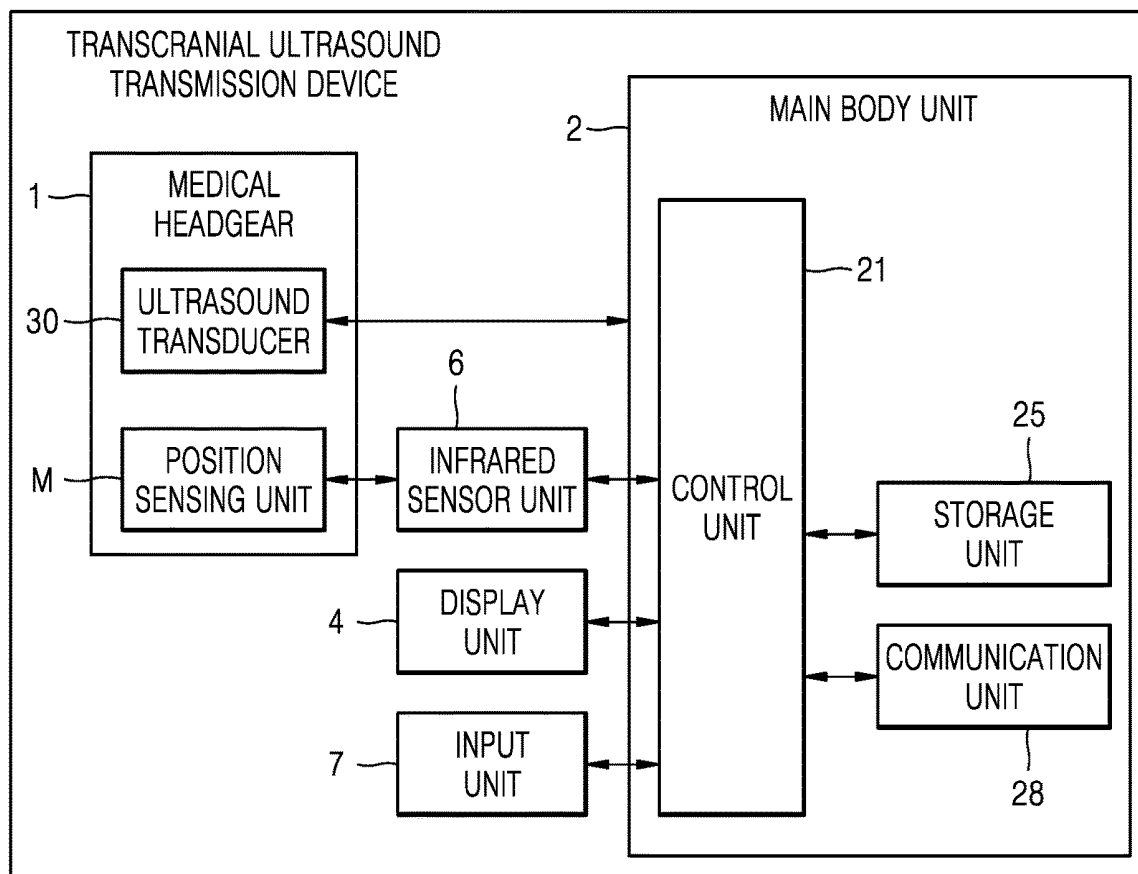 TRANSCRANIAL ULTRASOUND
TRANSMISSION DEVICE
MAIN BODY UNIT
2
1
MEDICAL
HEADGEAR
21
30
ULTRASOUND
TRANSDUCER
6
25
M
POSITION
SENSING UNIT
INFRARED
SENSOR UNIT
CONTROL
UNIT
STORAGE
UNIT
4
DISPLAY
UNIT
COMMUNICATION
UNIT
7
INPUT
UNIT
28